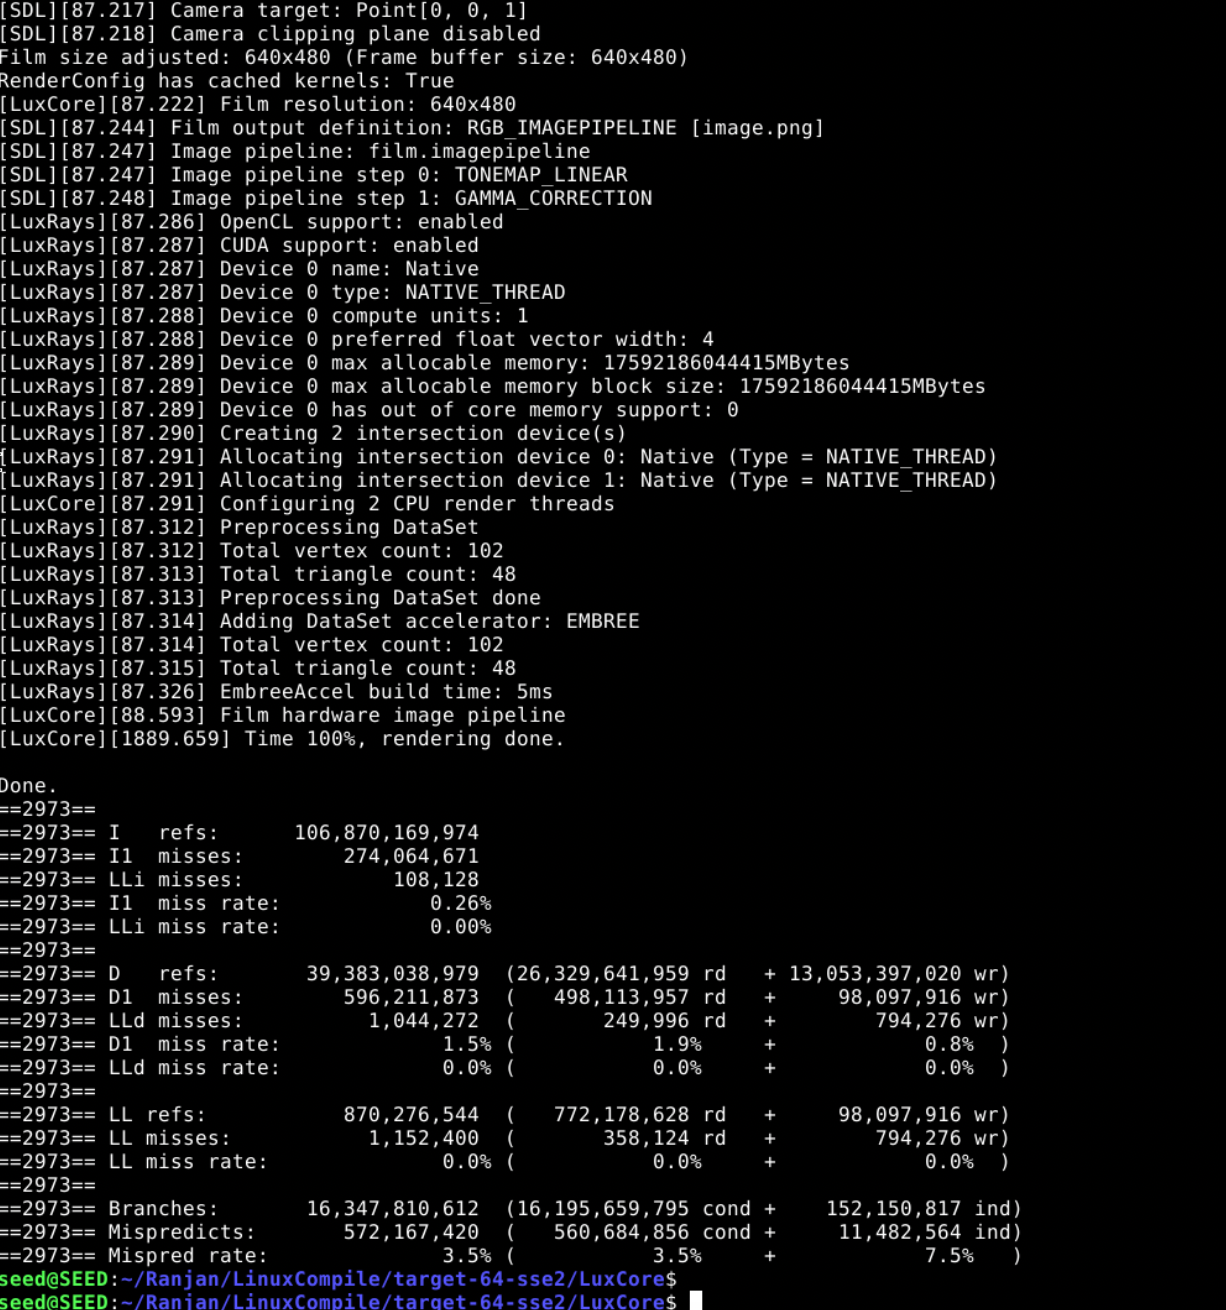 [SDL][87.217] Camera target: Point[0, 0, 1]
[SDL][87.218] Camera clipping plane disabled
Film size adjusted: 640x480 (Frame buffer size: 640x480)
RenderConfig has cached kernels: True
[LuxCore][87.222] Film resolution: 640x480
[SDL][87.244] Film output definition: RGB_IMAGEPIPELINE [image.png]
[SDL][87.247] Image pipeline: film.imagepipeline
[SDL][87.247] Image pipeline step 0: TONEMAP_LINEAR
[SDL][87.248] Image pipeline step 1: GAMMA_CORRECTION
[LuxRays][87.286] OpenCL support: enabled
[LuxRays][87.287] CUDA support: enabled
[LuxRays][87.287] Device 0 name: Native
[LuxRays][87.287] Device 0 type: NATIVE_THREAD
[LuxRays][87.288] Device 0 compute units: 1
[LuxRays][87.288] Device 0 preferred float vector width: 4
[LuxRays][87.289] Device 0 max allocable memory: 17592186044415MBytes
[LuxRays][87.289] Device 0 max allocable memory block size: 17592186044415MBytes
[LuxRays][87.289] Device 0 has out of core memory support: 0
[LuxRays][87.290] Creating 2 intersection device(s)
[LuxRays][87.291] Allocating intersection device 0: Native (Type = NATIVE_THREAD)
[LuxRays][87.291] Allocating intersection device 1: Native (Type = NATIVE_THREAD)
[LuxCore][87.291] Configuring 2 CPU render threads
[LuxRays][87.312] Preprocessing DataSet
[LuxRays][87.312] Total vertex count: 102
[LuxRays][87.313] Total triangle count: 48
[LuxRays][87.313] Preprocessing DataSet done
[LuxRays][87.314] Adding DataSet accelerator: EMBREE
[LuxRays][87.314] Total vertex count: 102
[LuxRays][87.315] Total triangle count: 48
[LuxRays][87.326] EmbreeAccel build time: 5ms
[LuxCore][88.593] Film hardware image pipeline
[LuxCore][1889.659] Time 100%, rendering done.
Done.
==2973==
==2973== I   refs:      106,870,169,974
==2973== I1  misses:        274,064,671
==2973== LLi misses:            108,128
==2973== I1  miss rate:            0.26%
==2973== LLi miss rate:            0.00%
==2973==
==2973== D   refs:       39,383,038,979  (26,329,641,959 rd   + 13,053,397,020 wr)
==2973== D1  misses:        596,211,873  (   498,113,957 rd   +     98,097,916 wr)
==2973== LLd misses:          1,044,272  (       249,996 rd   +        794,276 wr)
==2973== D1  miss rate:             1.5% (           1.9%     +            0.8%  )
==2973== LLd miss rate:             0.0% (           0.0%     +            0.0%  )
==2973==
==2973== LL refs:           870,276,544  (   772,178,628 rd   +     98,097,916 wr)
==2973== LL misses:           1,152,400  (       358,124 rd   +        794,276 wr)
==2973== LL miss rate:              0.0% (           0.0%     +            0.0%  )
==2973==
==2973== Branches:       16,347,810,612  (16,195,659,795 cond +    152,150,817 ind)
==2973== Mispredicts:       572,167,420  (   560,684,856 cond +     11,482,564 ind)
==2973== Mispred rate:              3.5% (           3.5%     +            7.5%   )
seed@SEED:~/Ranjan/LinuxCompile/target-64-sse2/LuxCore$
seed@SEED:~/Ranjan/LinuxCompile/target-64-sse2/LuxCore$